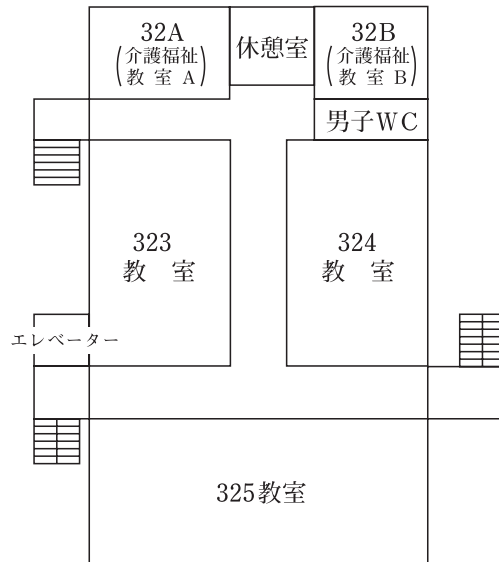 32A
(介護福祉
教 室 A)
休憩室
32B
(介護福祉
教 室 B)
男子WC
323
教 室
324
教 室
エレベーター
325教室